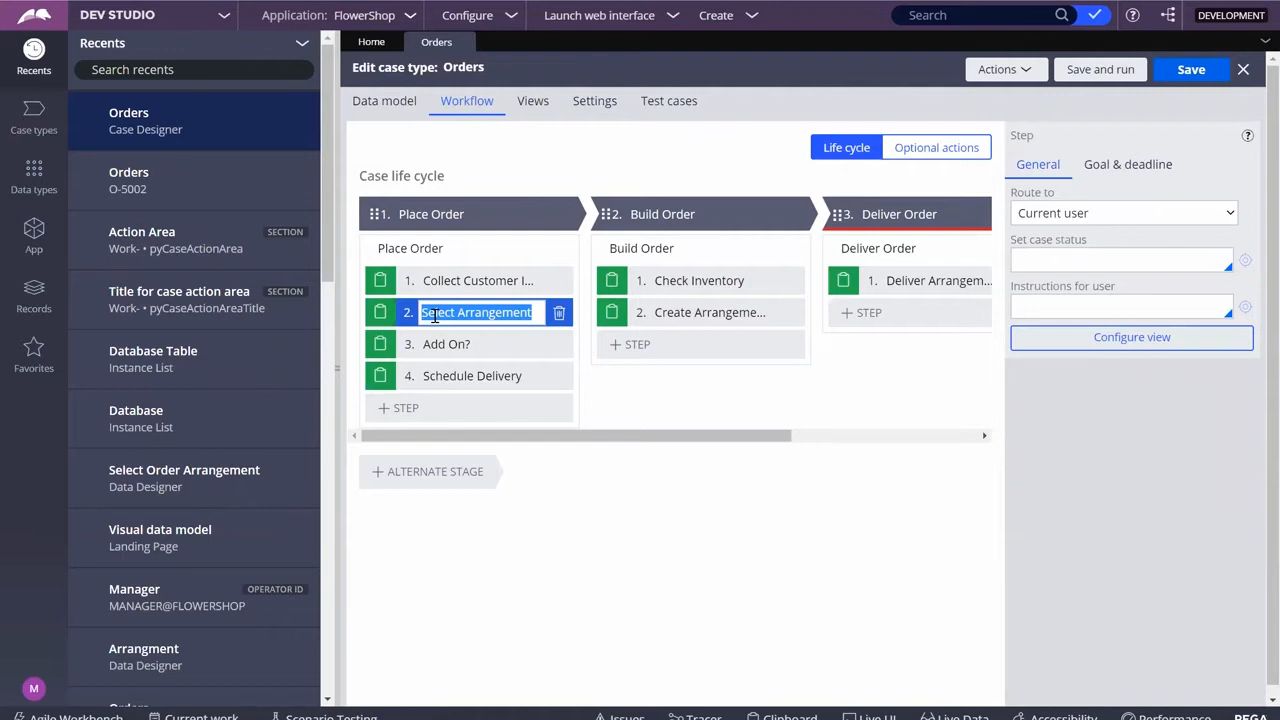 DEV STUDIO
Application: FlowerShop
Configure
Launch web interface
Create
Search
DEVELOPMENT
Recents
Case types
Data types
App
Records
Favorites
M
Recents
Search recents
Orders
Case Designer
Orders
O-5002
Action Area SECTION
Work- • pyCaseActionArea
Title for case action area SECTION
Work- • pyCaseActionAreaTitle
Database Table
Instance List
Database
Instance List
Select Order Arrangement
Data Designer
Visual data model
Landing Page
Manager OPERATOR ID
MANAGER@FLOWERSHOP
Arrangment
Data Designer
Orders
Home Orders
Edit case type: Orders
Actions Save and run Save
Data model Workflow Views Settings Test cases
Life cycle Optional actions
Case life cycle
1. Place Order
Place Order
1. Collect Customer I...
2. Select Arrangement
3. Add On?
4. Schedule Delivery
+ STEP
2. Build Order
Build Order
1. Check Inventory
2. Create Arrangeme...
+ STEP
3. Deliver Order
Deliver Order
1. Deliver Arrangem...
+ STEP
+ ALTERNATE STAGE
Step
General Goal & deadline
Route to
Current user
Set case status
Instructions for user
Configure view
Agile Workbench Current work Scenario Testing Issues Tracer Clipboard Live UI Live Data Accessibility Performance PEGA